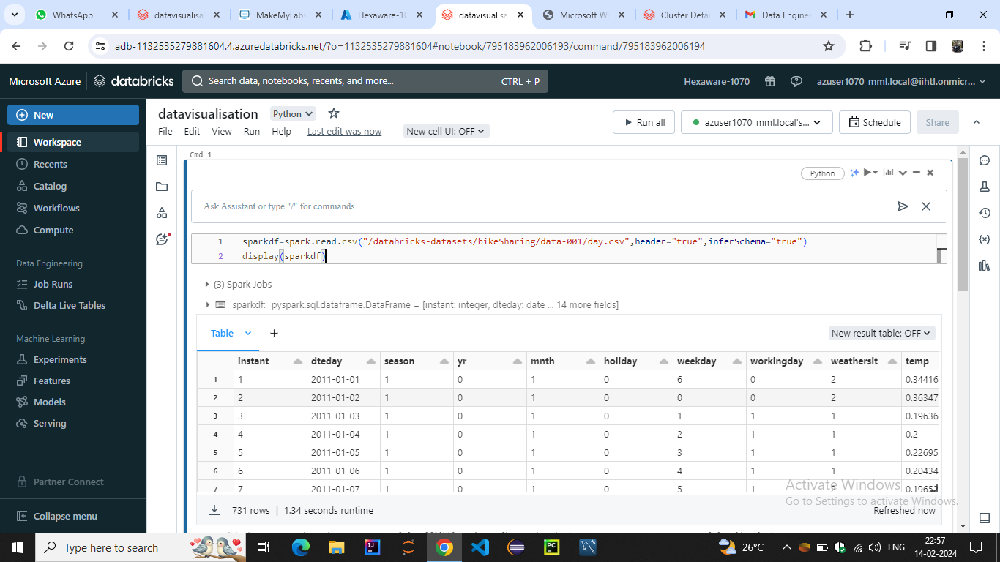 WhatsApp
datavisualisa
MakeMyLabs
Hexaware-10
datavisualisa
Microsoft W
Cluster Deta
Data Engine
adb-1132535279881604.4.azuredatabricks.net/?o=1132535279881604#notebook/795183962006193/command/795183962006194
Microsoft Azure databricks Search data, notebooks, recents, and more... CTRL + P Hexaware-1070 azuser1070_mml.local@iihtl.onmicr...
New
Workspace
Recents
Catalog
Workflows
Compute
Data Engineering
Job Runs
Delta Live Tables
Machine Learning
Experiments
Features
Models
Serving
Partner Connect
Collapse menu
datavisualisation Python
File Edit View Run Help Last edit was now New cell UI: OFF
Run all azuser1070_mml.local's... Schedule Share
Cmd 1
Python
Ask Assistant or type "/" for commands
1 sparkdf=spark.read.csv("/databricks-datasets/bikeSharing/data-001/day.csv",header="true",inferSchema="true")
2 display(sparkdf)
(3) Spark Jobs
sparkdf: pyspark.sql.dataframe.DataFrame = [instant: integer, dteday: date ... 14 more fields]
Table + New result table: OFF
instant dteday season yr mnth holiday weekday workingday weathersit temp
1 1 2011-01-01 1 0 1 0 6 0 2 0.34416
2 2 2011-01-02 1 0 1 0 0 0 2 0.36347
3 3 2011-01-03 1 0 1 0 1 1 1 0.19636
4 4 2011-01-04 1 0 1 0 2 1 1 0.2
5 5 2011-01-05 1 0 1 0 3 1 1 0.22695
6 6 2011-01-06 1 0 1 0 4 1 1 0.20434
7 7 2011-01-07 1 0 1 0 5 1 2 0.1965
731 rows | 1.34 seconds runtime
Refreshed now
Activate Windows
Go to Settings to activate Windows.
Type here to search
26°C
ENG
22:57
14-02-2024